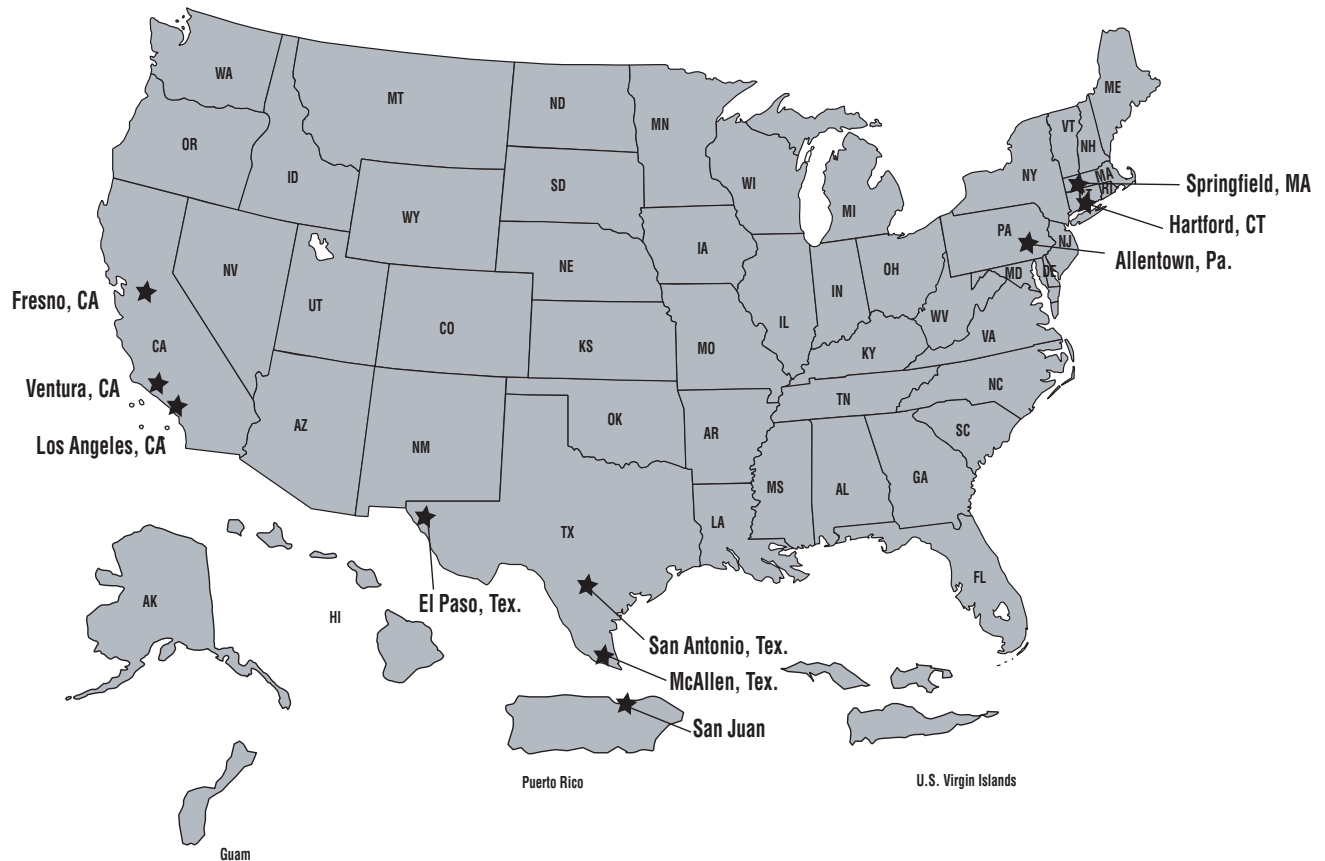 WA
MT
ND
MN
ME
VT
NH
OR
ID
SD
WI
NY
MA
RI
Springfield, MA
WY
MI
Hartford, CT
PA
NJ
Allentown, Pa.
NV
NE
IA
OH
MD
DE
Fresno, CA
UT
CO
IN
IL
WV
VA
CA
KS
MO
KY
Ventura, CA
NC
TN
Los Angeles, CA
AZ
NM
OK
AR
SC
MS
AL
GA
TX
LA
FL
AK
HI
El Paso, Tex.
San Antonio, Tex.
McAllen, Tex.
San Juan
Puerto Rico
U.S. Virgin Islands
Guam